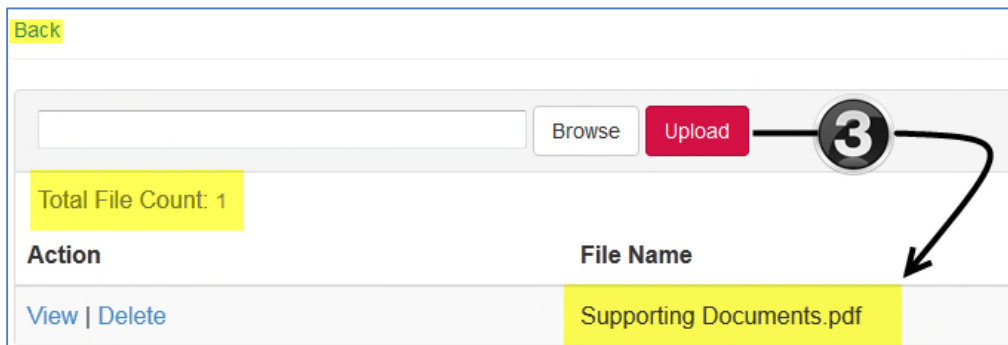 Back
Browse Upload 3
Total File Count: 1
Action File Name
View | Delete Supporting Documents.pdf